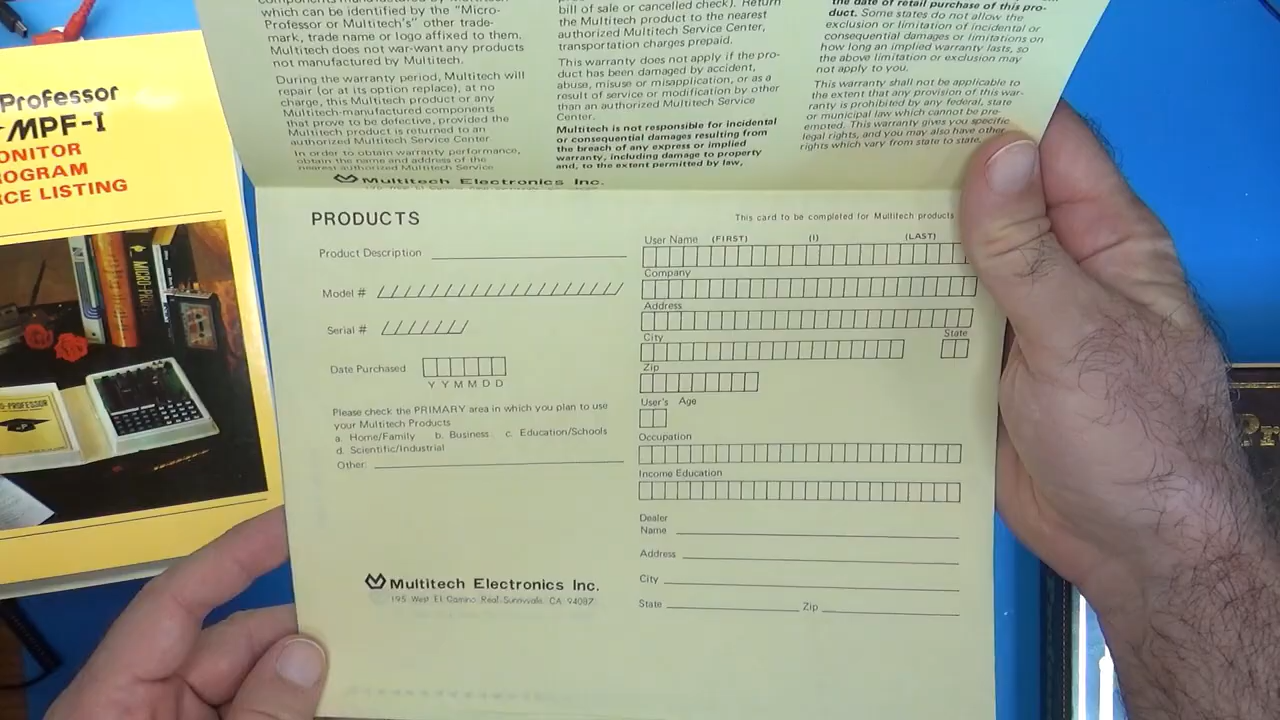 Professor
MPF-I
ONITOR
OGRAM
RCE LISTING
MICRO-PROF
O-PROFESSOR
which can be identified by the "Micro-
Professor or Multitech's" other trade-
mark, trade name or logo affixed to them.
Multitech does not war-want any products
not manufactured by Multitech.
During the warranty period, Multitech will
repair (or at its option replace), at no
charge, this Multitech product or any
Multitech-manufactured components
that prove to be defective, provided the
Multitech product is returned to an
authorized Multitech Service Center
In order to obtain warranty performance,
obtain the name and address of the
nearest authorized Multitech Service
bill of sale or cancelled check). Return
the Multitech product to the nearest
authorized Multitech Service Center,
transportation charges prepaid.
This warranty does not apply if the pro-
duct has been damaged by accident,
abuse, misuse or misapplication, or as a
result of service or modification by other
than an authorized Multitech Service
Center.
Multitech is not responsible for incidental
or consequential damages resulting from
the breach of any express or implied
warranty, including damage to property
and, to the extent permitted by law,
the date of retail purchase of this pro-
duct. Some states do not allow the
exclusion or limitation of incidental or
consequential damages or limitations on
how long an implied warranty lasts, so
the above limitation or exclusion may
not apply to you.
This warranty shall not be applicable to
the extent that any provision of this war-
ranty is prohibited by any federal, state
or municipal law which cannot be pre-
empted. This warranty gives you specific
legal rights, and you may also have other
rights which vary from state to state.
Multitech Electronics Inc.
PRODUCTS
Product Description
Model #
Serial #
Date Purchased
Y Y M M D D
Please check the PRIMARY area in which you plan to use
your Multitech Products
a. Home/Family b. Business c. Education/Schools
d. Scientific/Industrial
Other:
Multitech Electronics Inc.
195 West El Camino Real Sunnyvale, CA 94087
This card to be completed for Multitech products
User Name (FIRST) (I) (LAST)
Company
Address
City State
Zip
User's Age
Occupation
Income Education
Dealer
Name
Address
City
State Zip